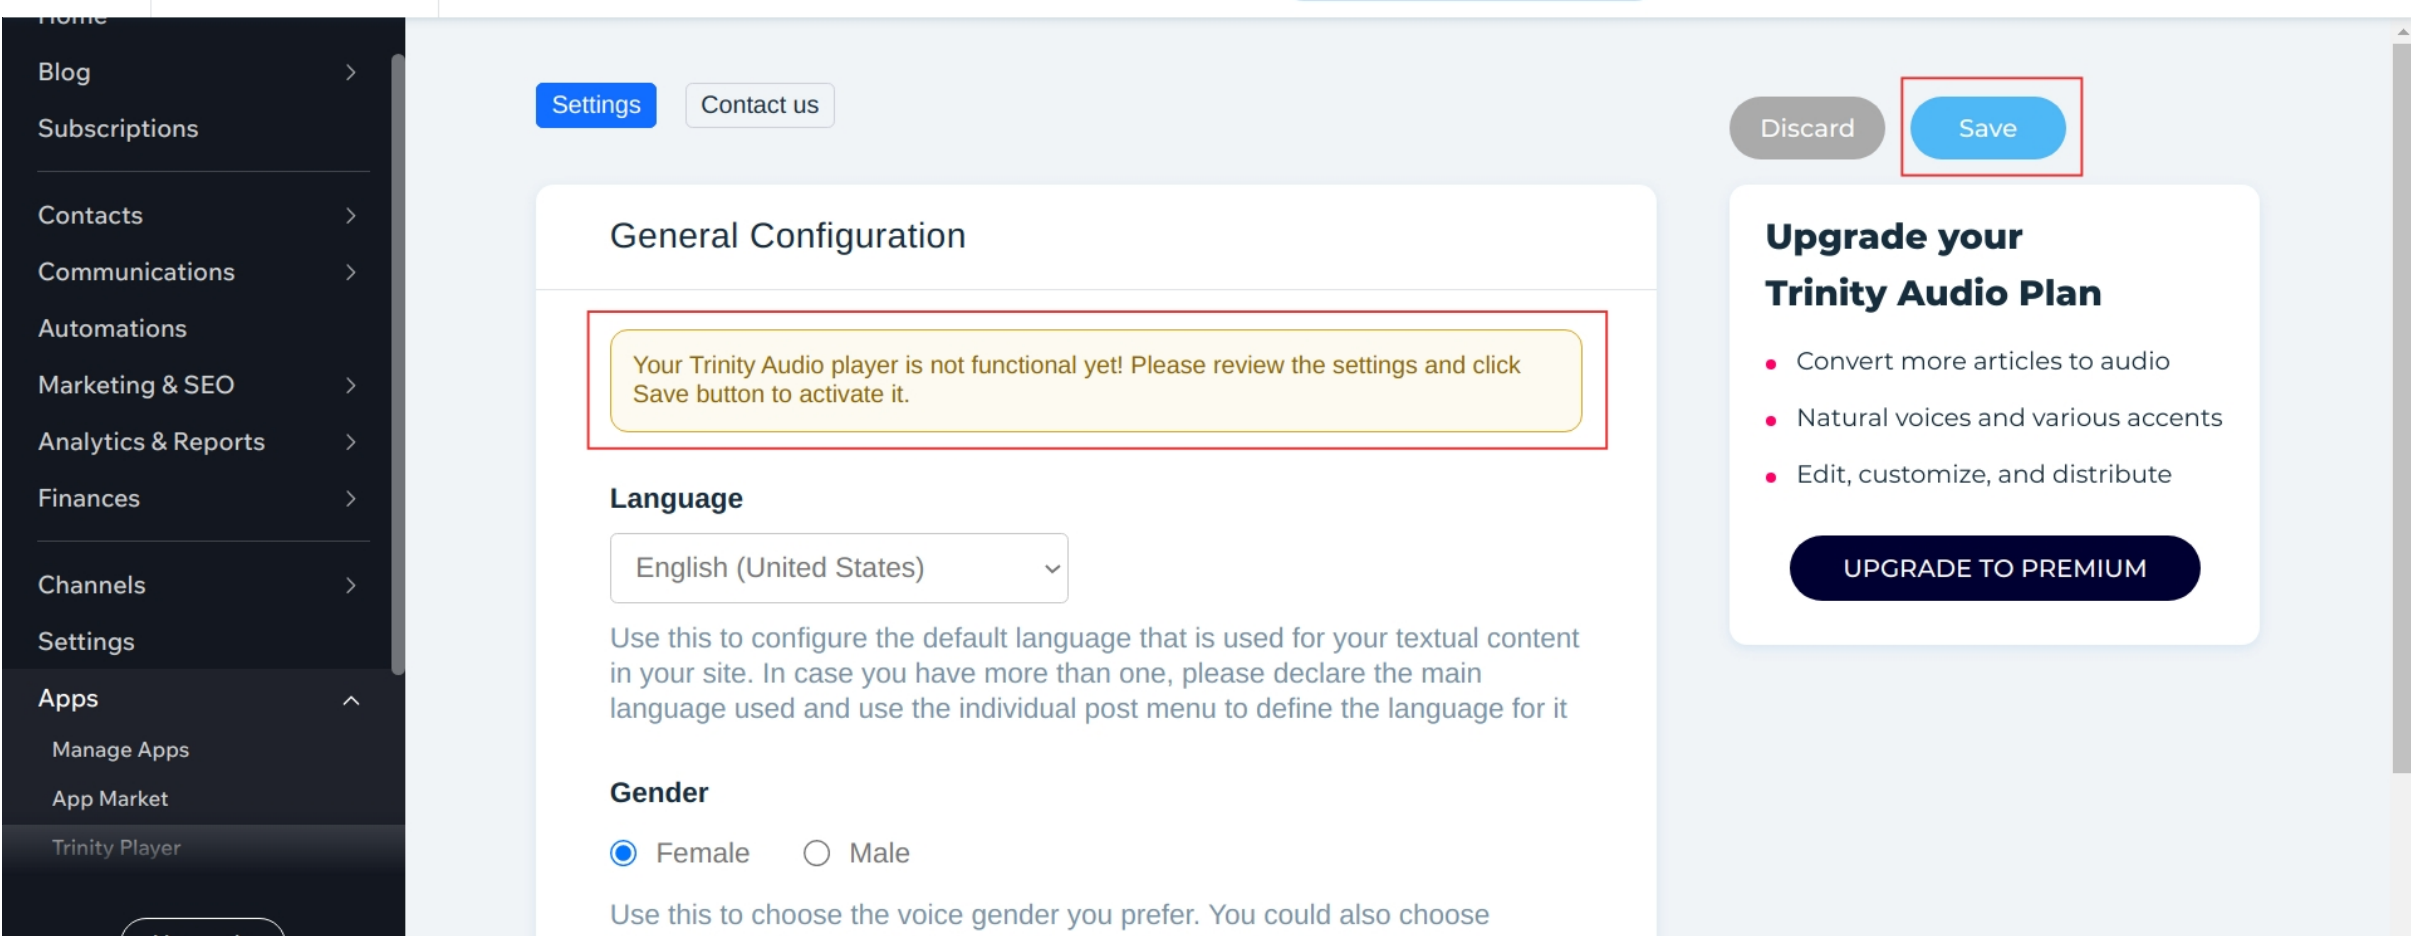 Home
Blog
Subscriptions
Contacts
Communications
Automations
Marketing & SEO
Analytics & Reports
Finances
Channels
Settings
Apps
Manage Apps
App Market
Trinity Player
Settings
Contact us
Discard
Save
General Configuration
Your Trinity Audio player is not functional yet! Please review the settings and click
Save button to activate it.
Language
English (United States)
Use this to configure the default language that is used for your textual content
in your site. In case you have more than one, please declare the main
language used and use the individual post menu to define the language for it
Gender
Female
Male
Use this to choose the voice gender you prefer. You could also choose
Upgrade your
Trinity Audio Plan
Convert more articles to audio
Natural voices and various accents
Edit, customize, and distribute
UPGRADE TO PREMIUM